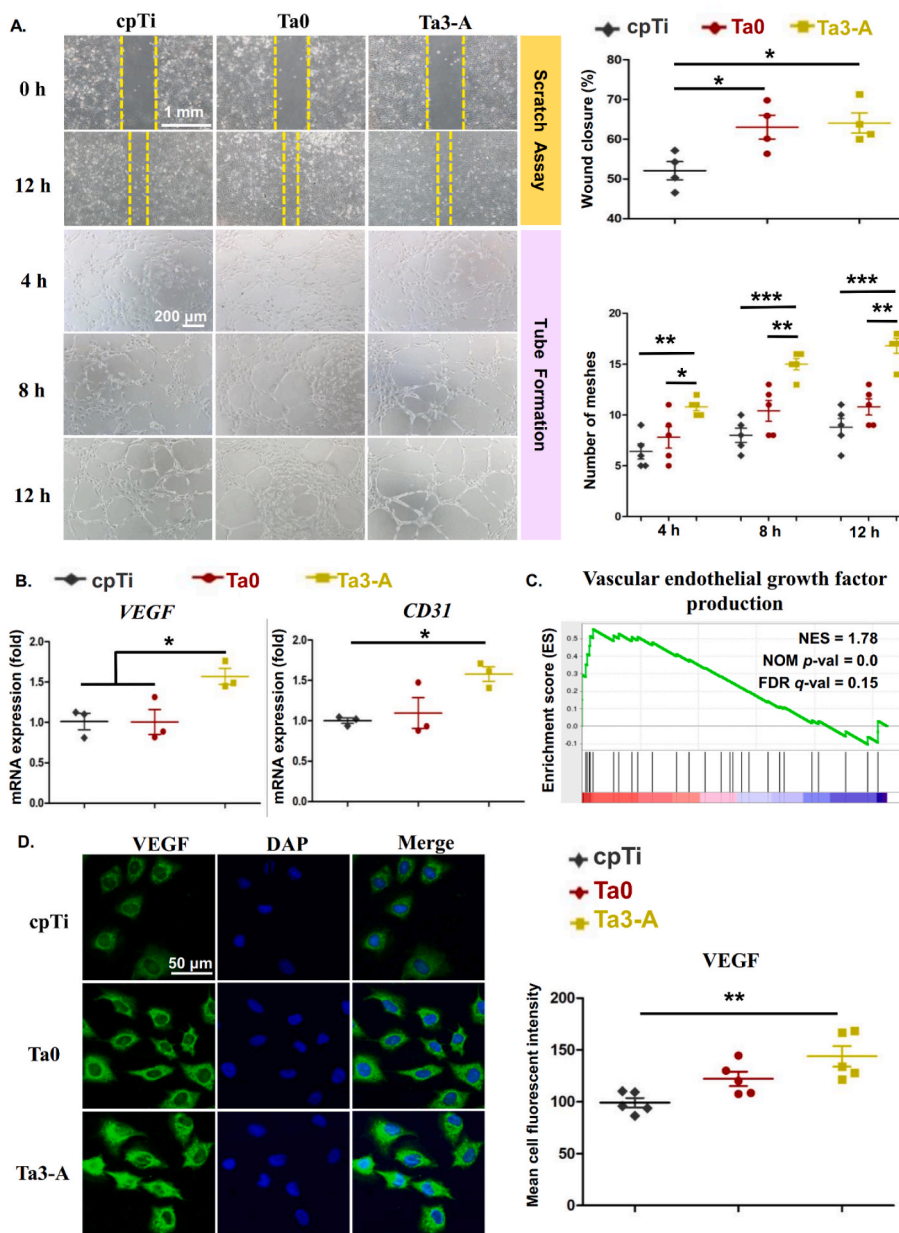 A.
cpTi Ta0 Ta3-A
0 h
1 mm
12 h
Scratch Assay
4 h
200 µm
8 h
12 h
Tube Formation
cpTi Ta0 Ta3-A
Wound closure (%)
80
70
60
50
40
*
*
Number of meshes
20
15
10
5
0
**
*
***
**
***
**
4 h 8 h 12 h
B.
cpTi Ta0 Ta3-A
VEGF
mRNA expression (fold)
2.0
1.5
1.0
0.5
0.0
*
CD31
mRNA expression (fold)
2.0
1.5
1.0
0.5
0.0
*
C.
Vascular endothelial growth factor
production
Enrichment score (ES)
0.5
0.4
0.3
0.2
0.1
0.0
-0.1
NES = 1.78
NOM p-val = 0.0
FDR q-val = 0.15
D.
VEGF DAP Merge
cpTi
50 µm
Ta0
Ta3-A
cpTi
Ta0
Ta3-A
VEGF
Mean cell fluorescent intensity
200
150
100
50
0
**